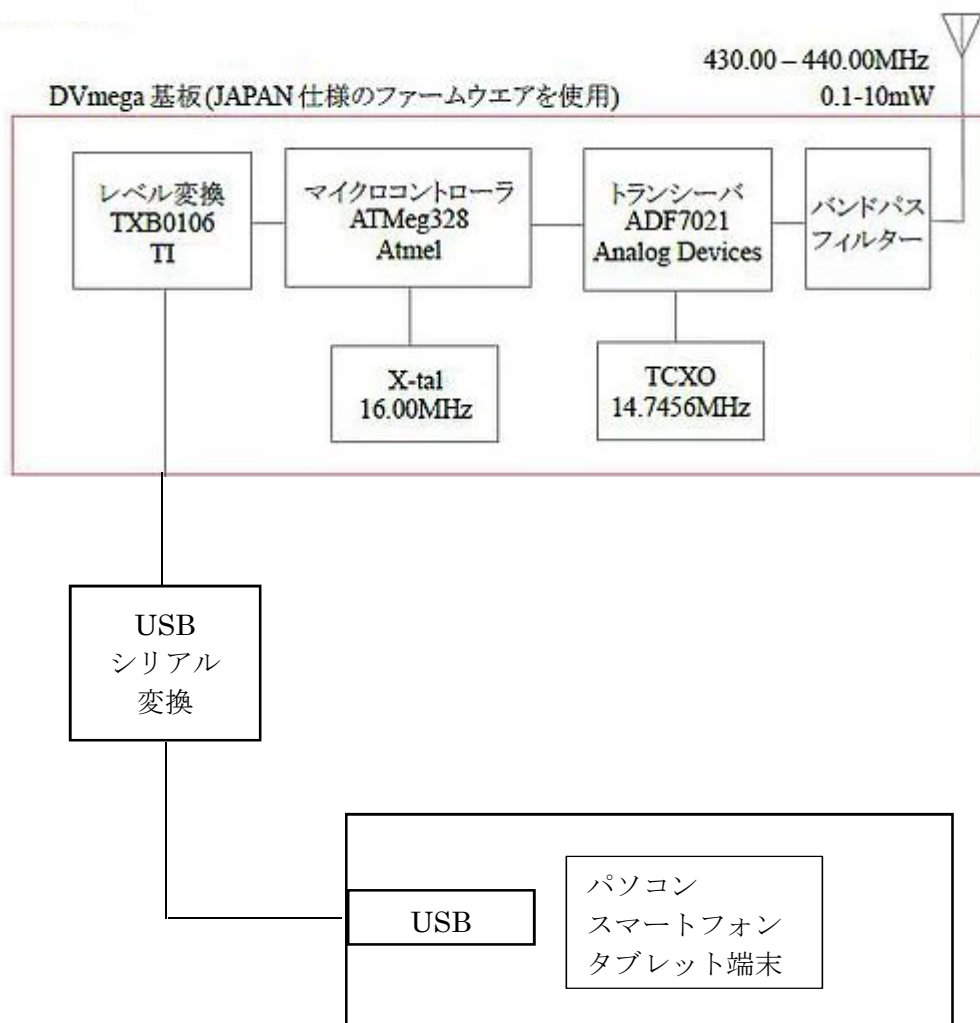 430.00 – 440.00MHz
DVmega 基板(JAPAN 仕様のファームウエアを使用)
0.1-10mW
レベル変換
TXB0106
TI
マイクロコントローラ
ATMeg328
Atmel
トランシーバ
ADF7021
Analog Devices
バンドパス
フィルター
X-tal
16.00MHz
TCXO
14.7456MHz
USB
シリアル
変換
USB
パソコン
スマートフォン
タブレット端末